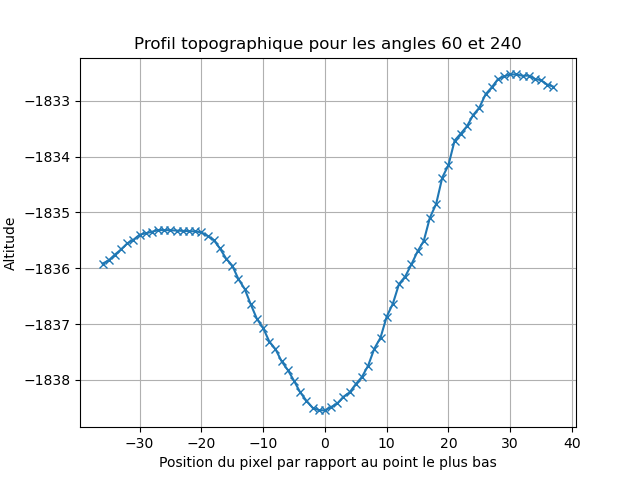 Profil topographique pour les angles 60 et 240
Altitude
−1833
−1834
−1835
−1836
−1837
−1838
−30 −20 −10 0 10 20 30 40
Position du pixel par rapport au point le plus bas